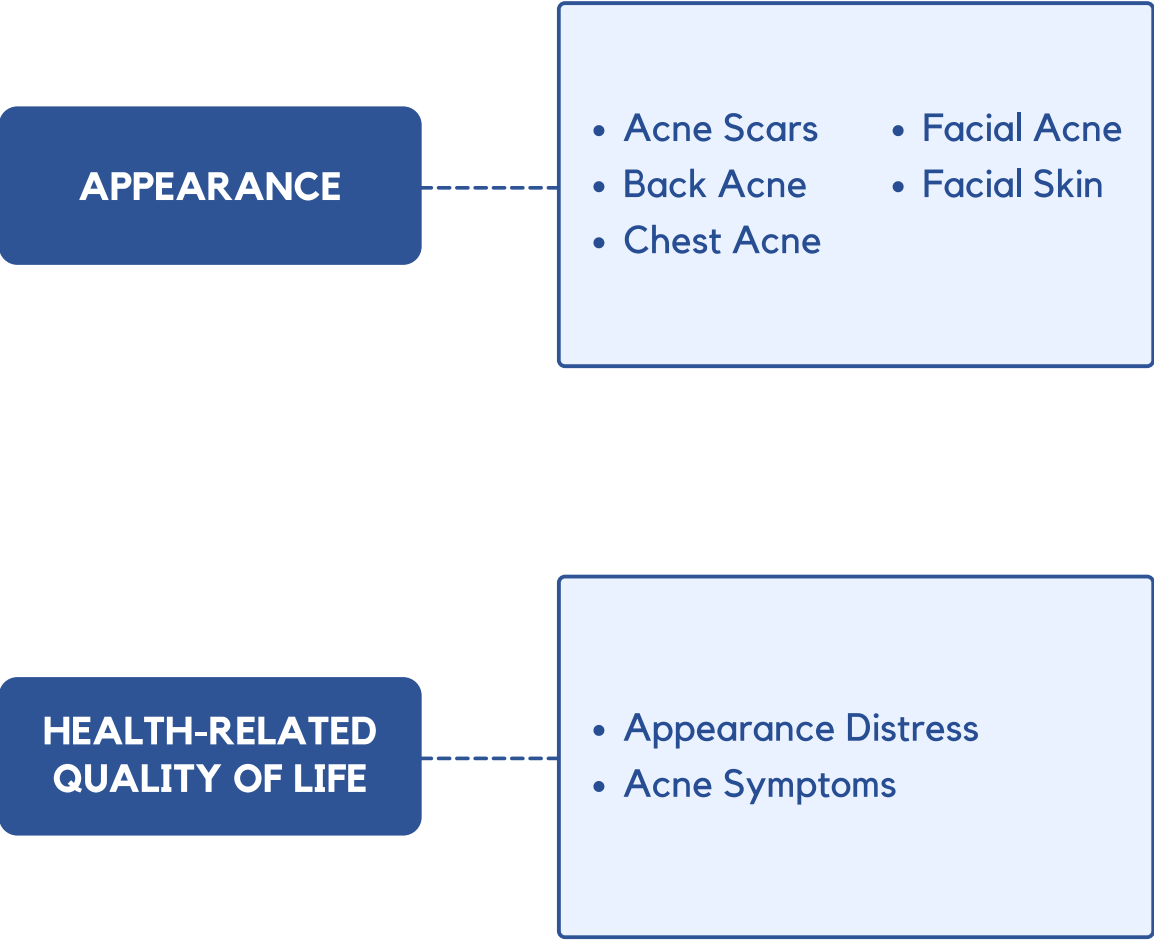 APPEARANCE
• Acne Scars
• Back Acne
• Chest Acne
• Facial Acne
• Facial Skin
HEALTH-RELATED
QUALITY OF LIFE
• Appearance Distress
• Acne Symptoms